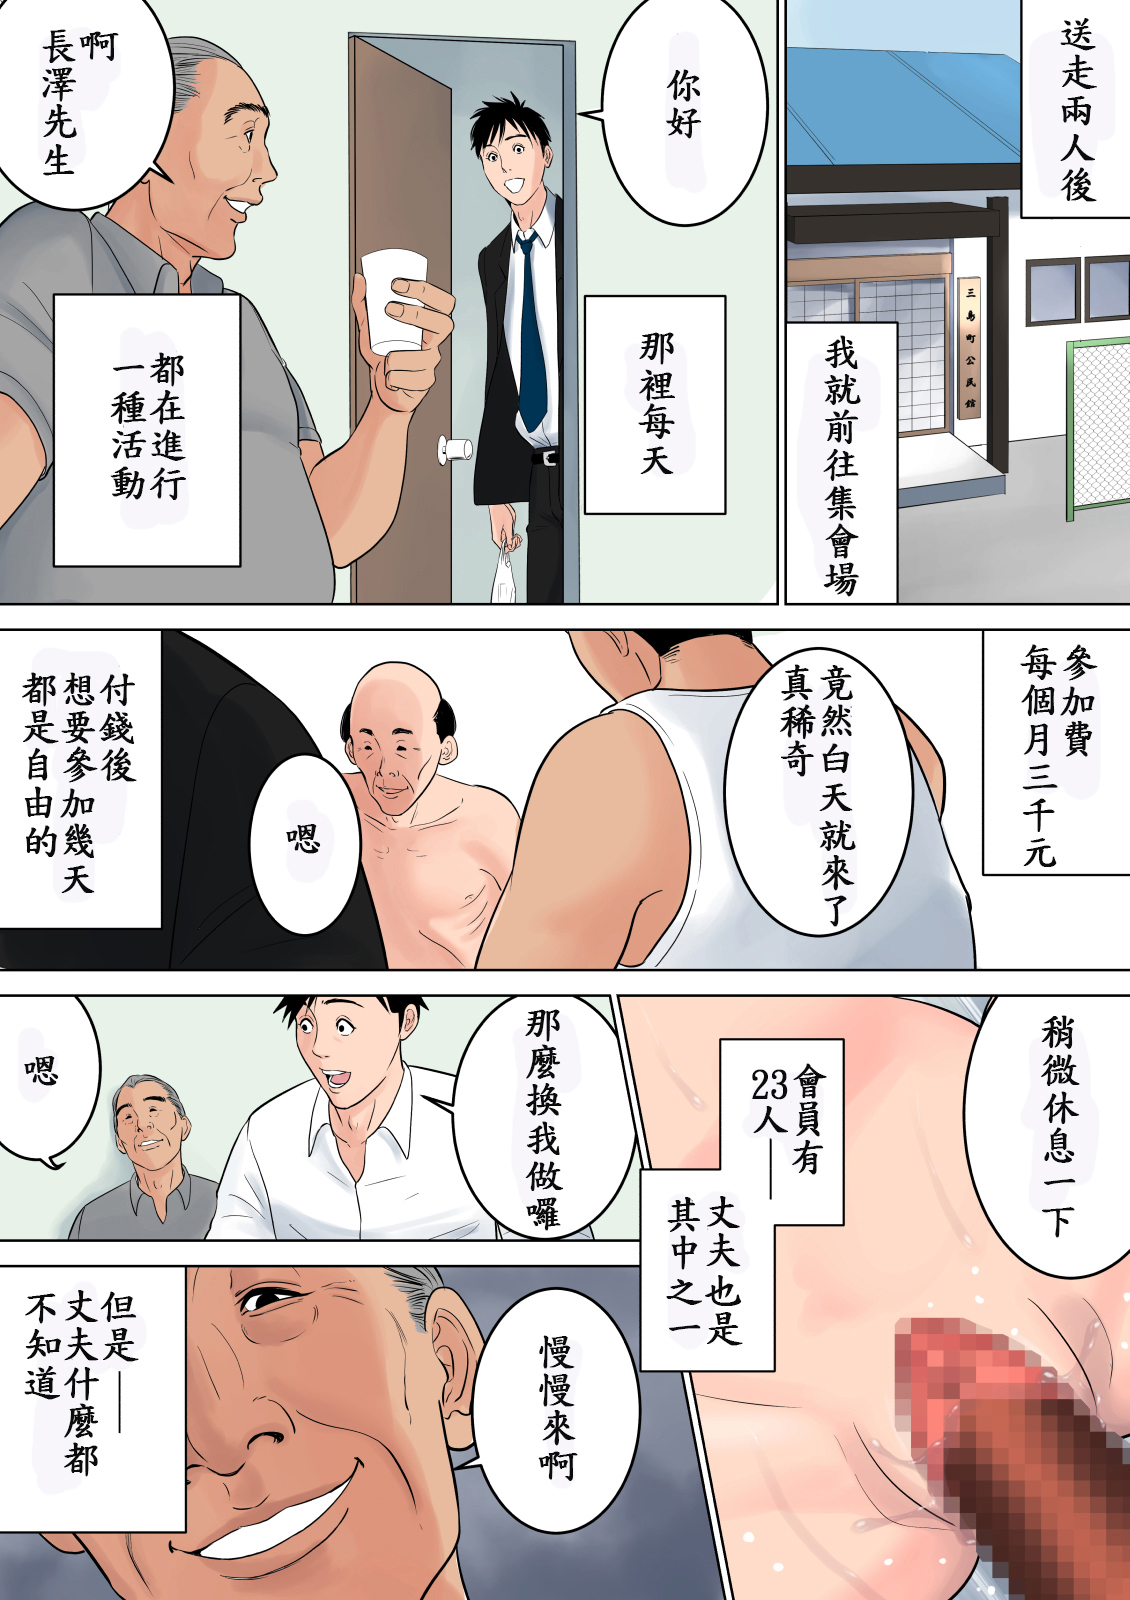 送走兩人後
三島町公民館
我就前往集會場
你好
那裡每天
啊
長澤先生
都在進行
一種活動
參加費
每個月三千元
竟然白天就來了
真稀奇
嗯
付錢後
想要參加幾天
都是自由的
稍微休息一下
會員有
23人——
丈夫也是
其中之一
那麼換我做囉
嗯
慢慢來啊
但是——
丈夫什麼都
不知道